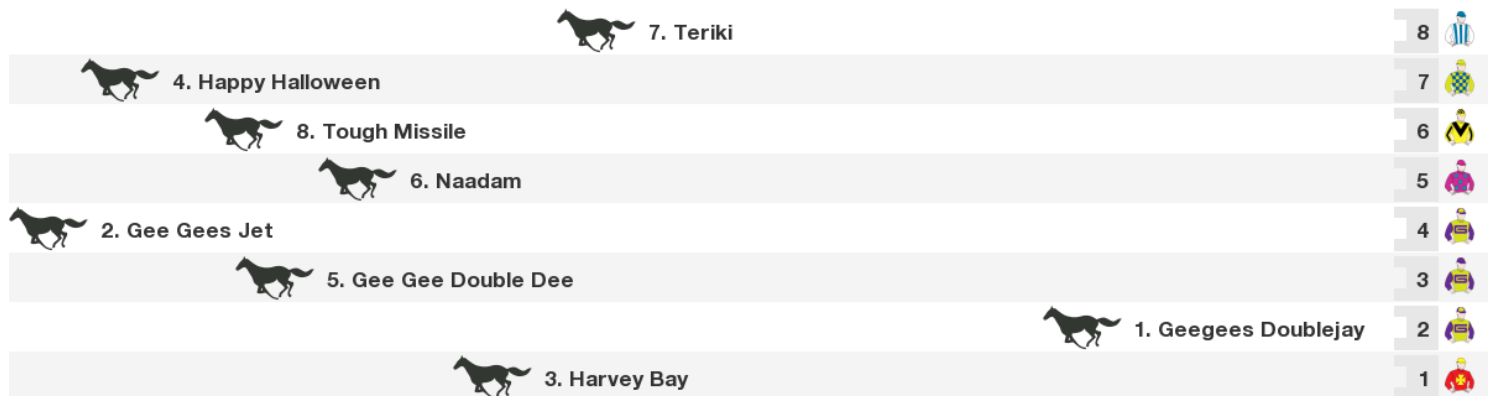 7. Teriki 8
4. Happy Halloween 7
8. Tough Missile 6
6. Naadam 5
2. Gee Gees Jet 4
5. Gee Gee Double Dee 3
1. Geegees Doublejay 2
3. Harvey Bay 1